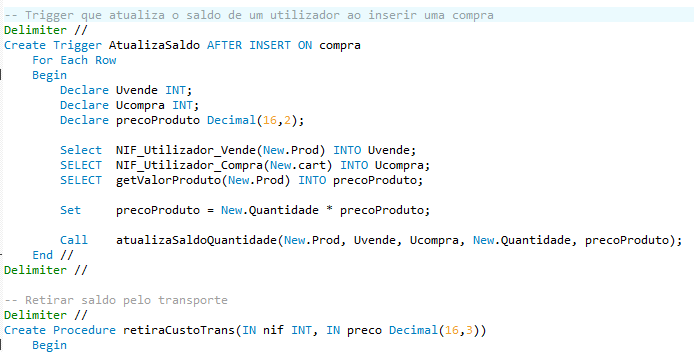 -- Trigger que atualiza o saldo de um utilizador ao inserir uma compra
Delimiter //
Create Trigger AtualizaSaldo AFTER INSERT ON compra
    For Each Row
    Begin
        Declare Uvende INT;
        Declare Ucompra INT;
        Declare precoProduto Decimal(16,2);

        Select  NIF_Utilizador_Vende(New.Prod) INTO Uvende;
        SELECT  NIF_Utilizador_Compra(New.cart) INTO Ucompra;
        SELECT  getValorProduto(New.Prod) INTO precoProduto;

        Set     precoProduto = New.Quantidade * precoProduto;

        Call    atualizaSaldoQuantidade(New.Prod, Uvende, Ucompra, New.Quantidade, precoProduto);
    End //
Delimiter //

-- Retirar saldo pelo transporte
Delimiter //
Create Procedure retiraCustoTrans(IN nif INT, IN preco Decimal(16,3))
    Begin